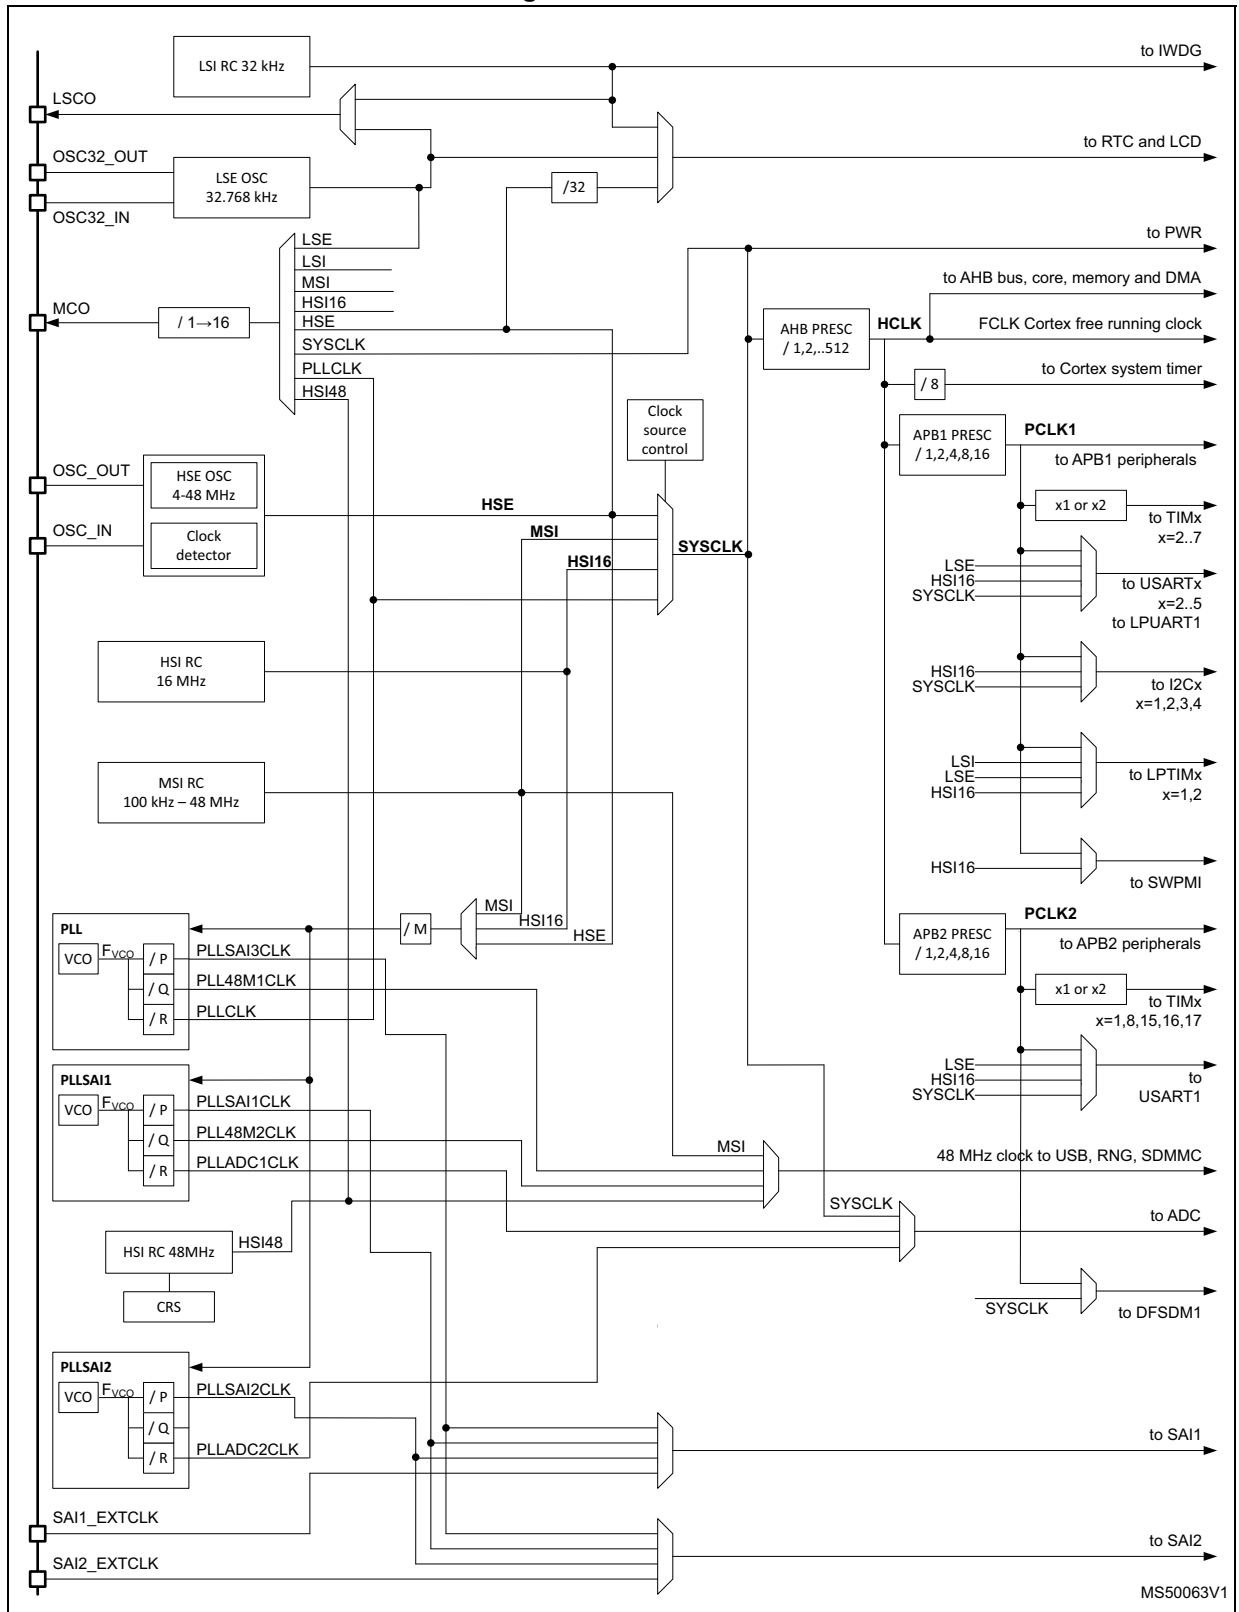 to IWDG
LSI RC 32 kHz
LSCO
to RTC and LCD
OSC32_OUT
LSE OSC
32.768 kHz
/32
OSC32_IN
LSE
to PWR
LSI
MSI
to AHB bus, core, memory and DMA
HSI16
MCO
/ 1→16
HSE
AHB PRESC
/ 1,2,..512
HCLK
FCLK Cortex free running clock
SYSCLK
PLLCLK
to Cortex system timer
HSI48
/ 8
Clock
source
control
APB1 PRESC
/ 1,2,4,8,16
PCLK1
to APB1 peripherals
OSC_OUT
HSE OSC
4-48 MHz
HSE
x1 or x2
to TIMx
x=2..7
OSC_IN
Clock
detector
MSI
SYSCLK
HSI16
LSE
HSI16
SYSCLK
to USARTx
x=2..5
to LPUART1
HSI RC
16 MHz
HSI16
SYSCLK
to I2Cx
x=1,2,3,4
MSI RC
100 kHz – 48 MHz
LSI
LSE
HSI16
to LPTIMx
x=1,2
HSI16
to SWPMI
MSI
HSI16
HSE
/ M
PLL
VCO
FVCO
/ P
/ Q
/ R
PLLSAI3CLK
PLL48M1CLK
PLLCLK
APB2 PRESC
/ 1,2,4,8,16
PCLK2
to APB2 peripherals
x1 or x2
to TIMx
x=1,8,15,16,17
LSE
HSI16
SYSCLK
to
USART1
PLLSAI1
VCO
FVCO
/ P
/ Q
/ R
PLLSAI1CLK
PLL48M2CLK
PLLADC1CLK
MSI
48 MHz clock to USB, RNG, SDMMC
SYSCLK
to ADC
HSI RC 48MHz
HSI48
CRS
SYSCLK
to DFSDM1
PLLSAI2
VCO
FVCO
/ P
/ Q
/ R
PLLSAI2CLK
PLLADC2CLK
to SAI1
SAI1_EXTCLK
to SAI2
SAI2_EXTCLK
MS50063V1